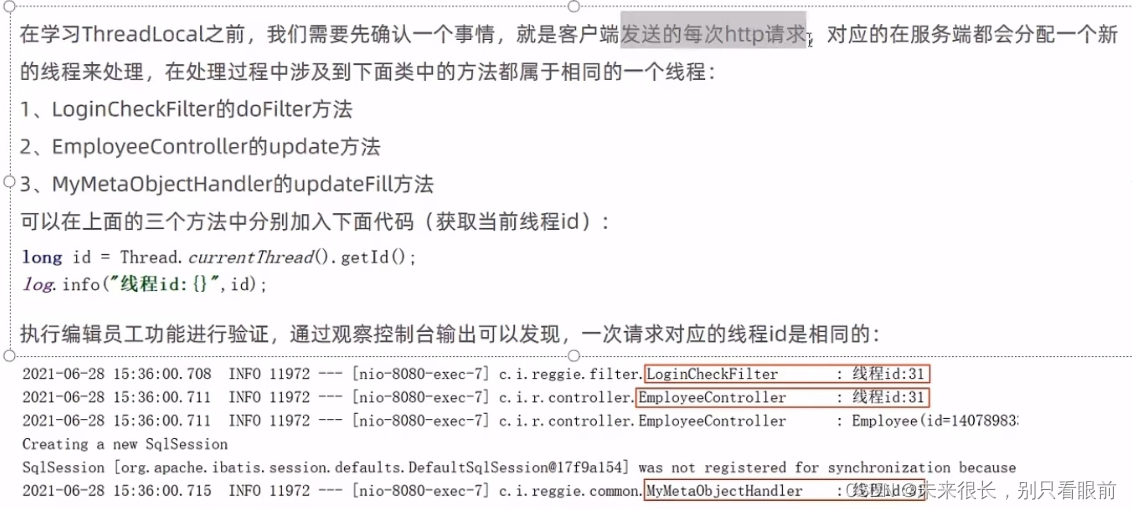 在学习ThreadLocal之前，我们需要先确认一个事情，就是客户端发送的每次http请求，对应的在服务端都会分配一个新
的线程来处理，在处理过程中涉及到下面类中的方法都属于相同的一个线程：
1、LoginCheckFilter的doFilter方法
2、EmployeeController的update方法
3、MyMetaObjectHandler的updateFill方法
可以在上面的三个方法中分别加入下面代码（获取当前线程id）：
long id = Thread.currentThread().getId();
log.info("线程id:{}",id);
执行编辑员工功能进行验证，通过观察控制台输出可以发现，一次请求对应的线程id是相同的：
2021-06-28 15:36:00.708  INFO 11972 --- [nio-8080-exec-7] c.i.reggie.filter.LoginCheckFilter       : 线程id:31
2021-06-28 15:36:00.711  INFO 11972 --- [nio-8080-exec-7] c.i.r.controller.EmployeeController      : 线程id:31
2021-06-28 15:36:00.711  INFO 11972 --- [nio-8080-exec-7] c.i.r.controller.EmployeeController      : Employee(id=14078983
Creating a new SqlSession
SqlSession [org.apache.ibatis.session.defaults.DefaultSqlSession@17f9a154] was not registered for synchronization because
2021-06-28 15:36:00.715  INFO 11972 --- [nio-8080-exec-7] c.i.reggie.common.MyMetaObjectHandler    : 线程id:31
CSDN @未来很长，别只看眼前